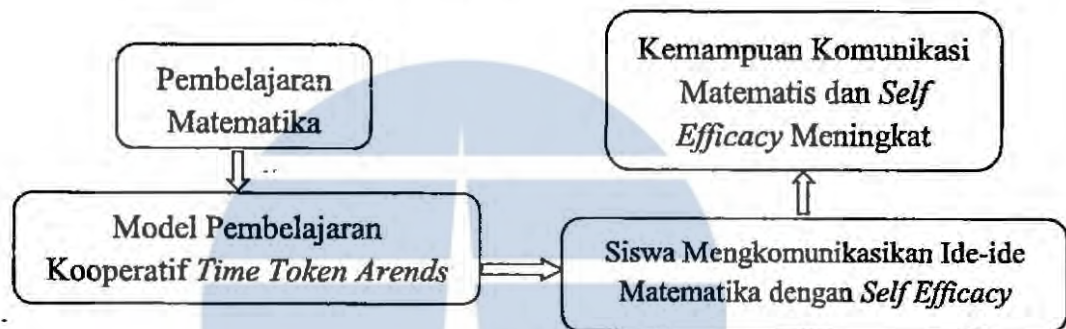 Pembelajaran
Matematika
Model Pembelajaran
Kooperatif Time Token Arends
Siswa Mengkomunikasikan Ide-ide
Matematika dengan Self Efficacy
Kemampuan Komunikasi
Matematis dan Self
Efficacy Meningkat